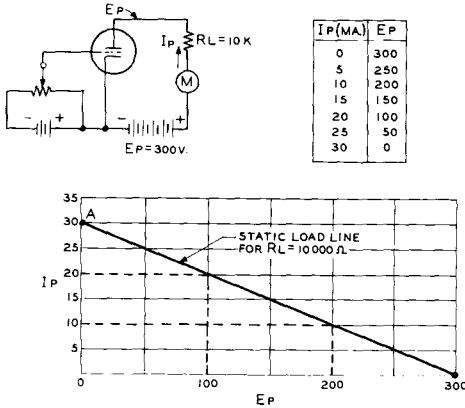 EP
IP
RL=10K
M
- +
- +
EP=300V.
IP(MA.) EP
0 300
5 250
10 200
15 150
20 100
25 50
30 0
35
30 A
25
STATIC LOAD LINE
FOR RL=10000Ω
IP
20
15
10
5
0 100 200 300
EP